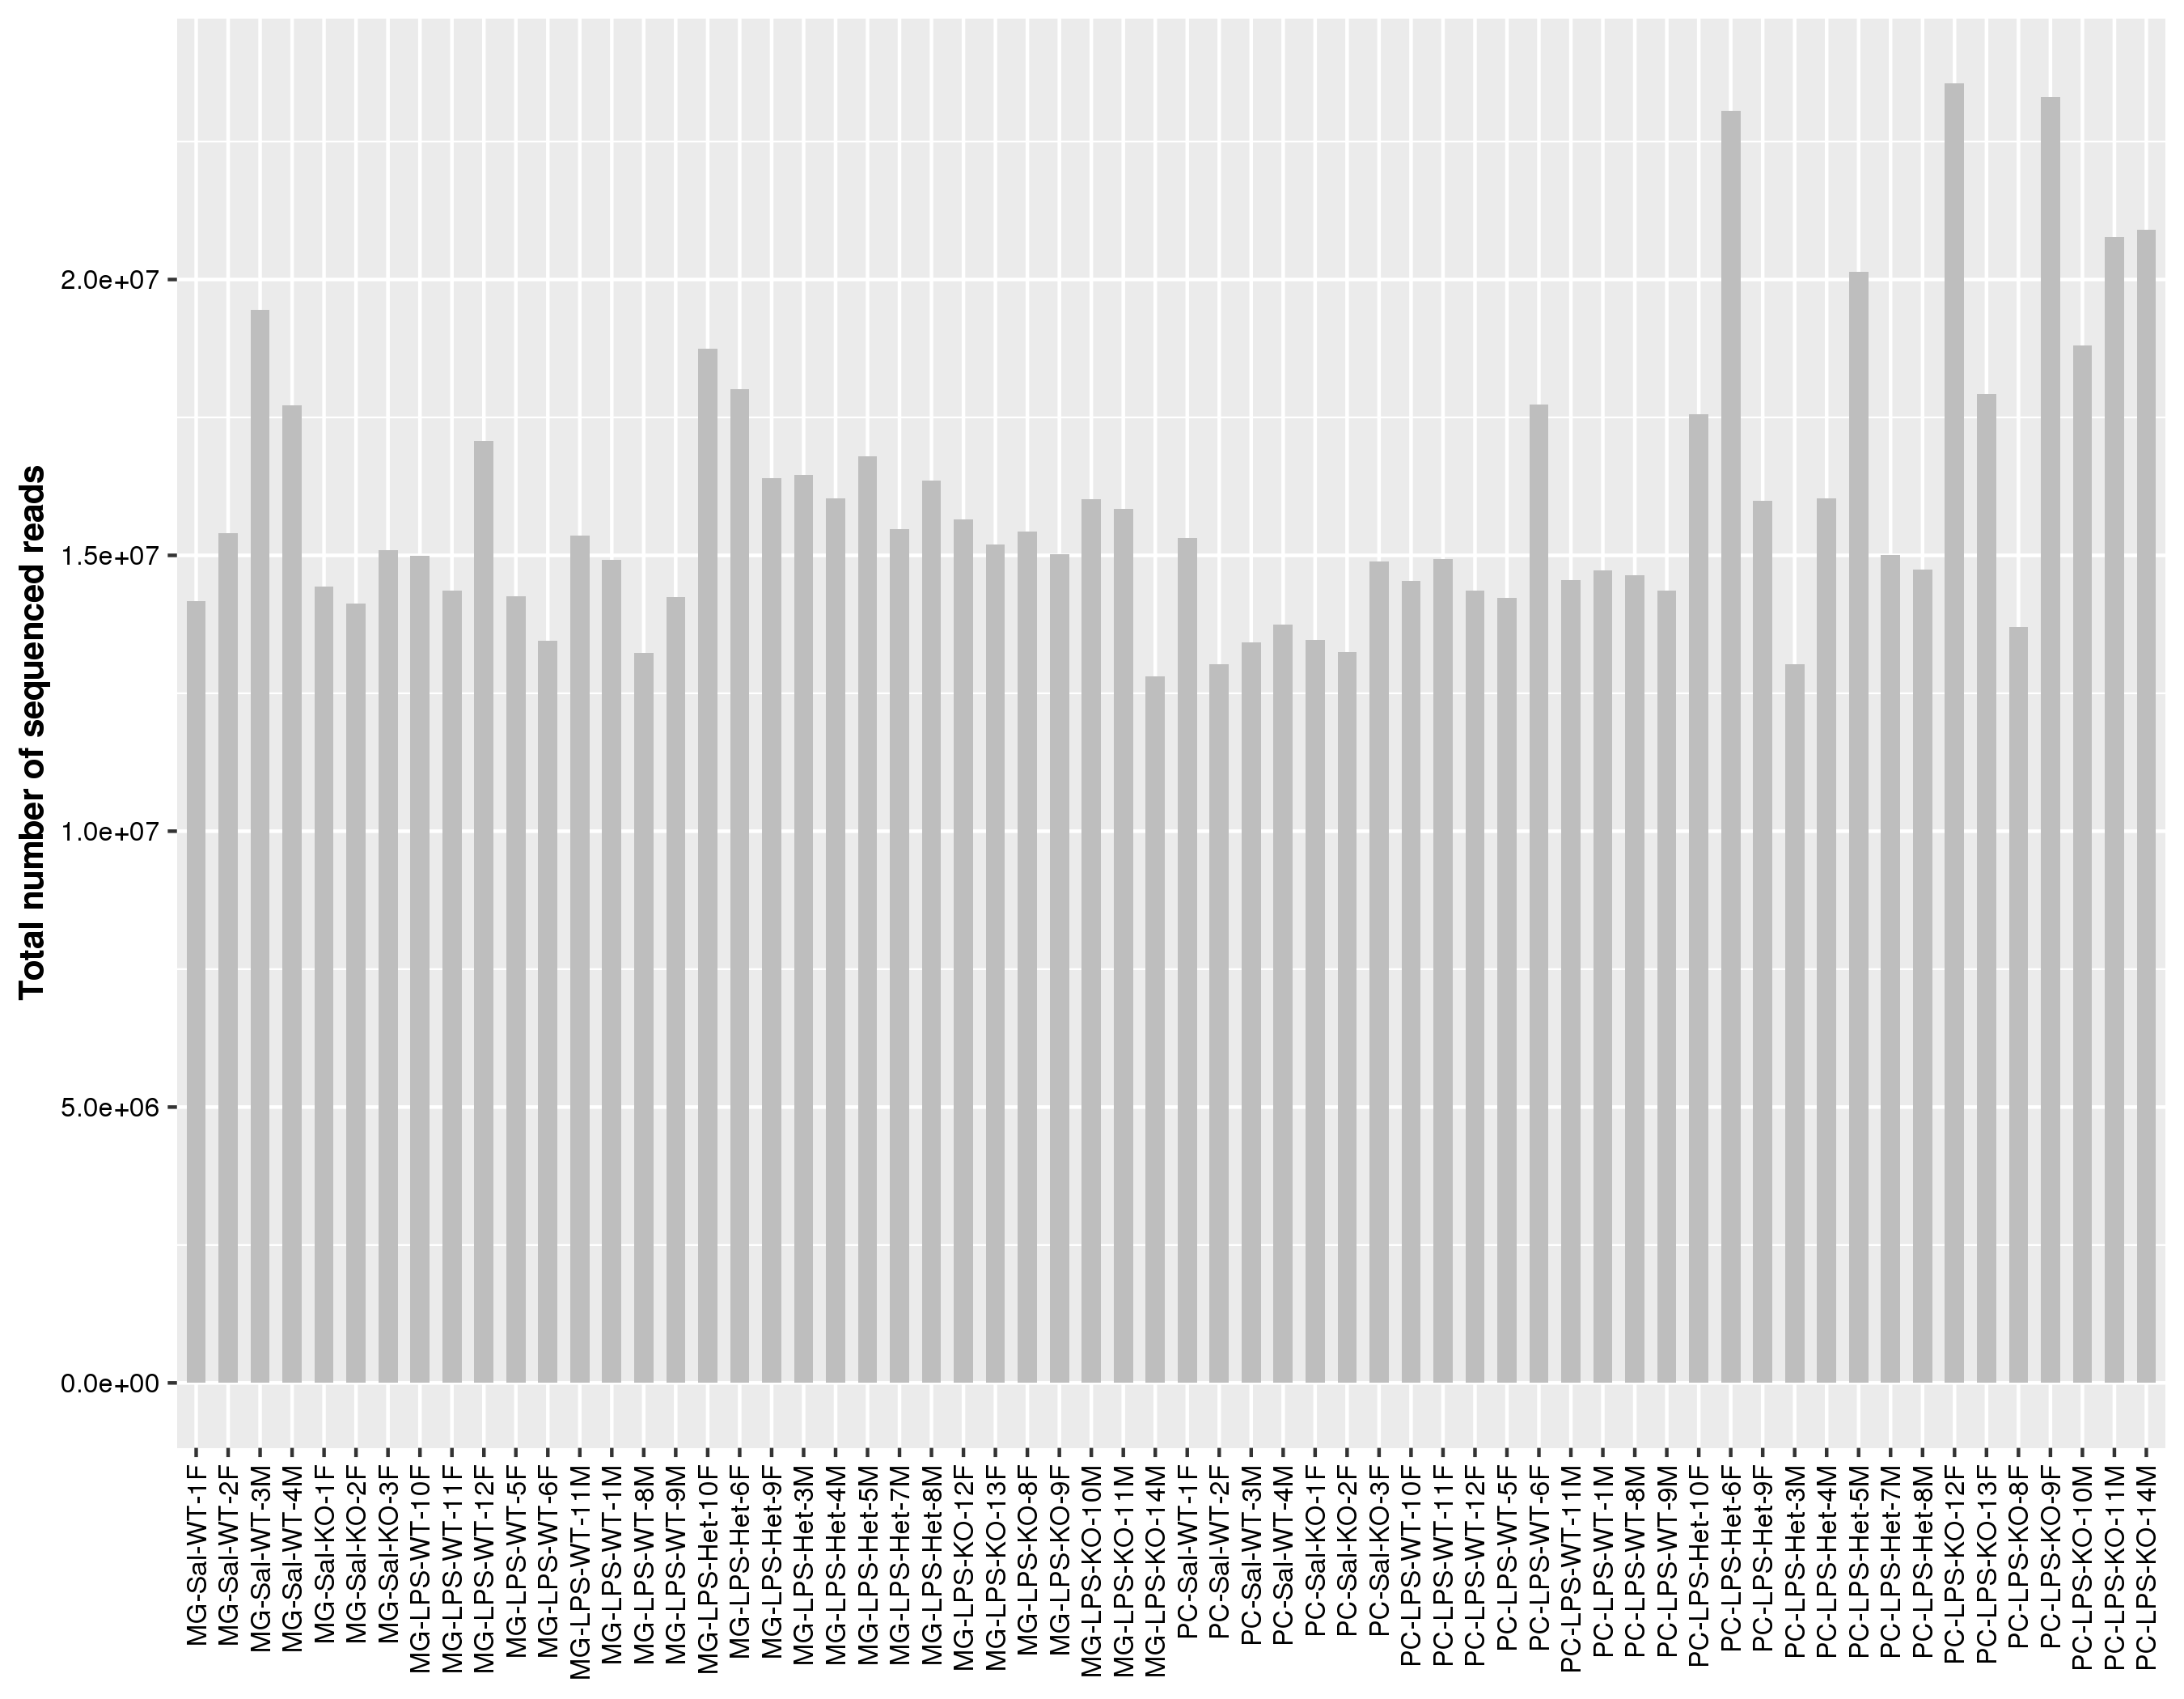 Total number of sequenced reads
2.0e+07
1.5e+07
1.0e+07
5.0e+06
0.0e+00
MG-Sal-WT-1F
MG-Sal-WT-2F
MG-Sal-WT-3M
MG-Sal-WT-4M
MG-Sal-KO-1F
MG-Sal-KO-2F
MG-Sal-KO-3F
MG-LPS-WT-10F
MG-LPS-WT-11F
MG-LPS-WT-12F
MG-LPS-WT-5F
MG-LPS-WT-6F
MG-LPS-WT-11M
MG-LPS-WT-1M
MG-LPS-WT-8M
MG-LPS-WT-9M
MG-LPS-Het-10F
MG-LPS-Het-6F
MG-LPS-Het-9F
MG-LPS-Het-3M
MG-LPS-Het-4M
MG-LPS-Het-5M
MG-LPS-Het-7M
MG-LPS-Het-8M
MG-LPS-KO-12F
MG-LPS-KO-13F
MG-LPS-KO-8F
MG-LPS-KO-9F
MG-LPS-KO-10M
MG-LPS-KO-11M
MG-LPS-KO-14M
PC-Sal-WT-1F
PC-Sal-WT-2F
PC-Sal-WT-3M
PC-Sal-WT-4M
PC-Sal-KO-1F
PC-Sal-KO-2F
PC-Sal-KO-3F
PC-LPS-WT-10F
PC-LPS-WT-11F
PC-LPS-WT-12F
PC-LPS-WT-5F
PC-LPS-WT-6F
PC-LPS-WT-11M
PC-LPS-WT-1M
PC-LPS-WT-8M
PC-LPS-WT-9M
PC-LPS-Het-10F
PC-LPS-Het-6F
PC-LPS-Het-9F
PC-LPS-Het-3M
PC-LPS-Het-4M
PC-LPS-Het-5M
PC-LPS-Het-7M
PC-LPS-Het-8M
PC-LPS-KO-12F
PC-LPS-KO-13F
PC-LPS-KO-8F
PC-LPS-KO-9F
PC-LPS-KO-10M
PC-LPS-KO-11M
PC-LPS-KO-14M